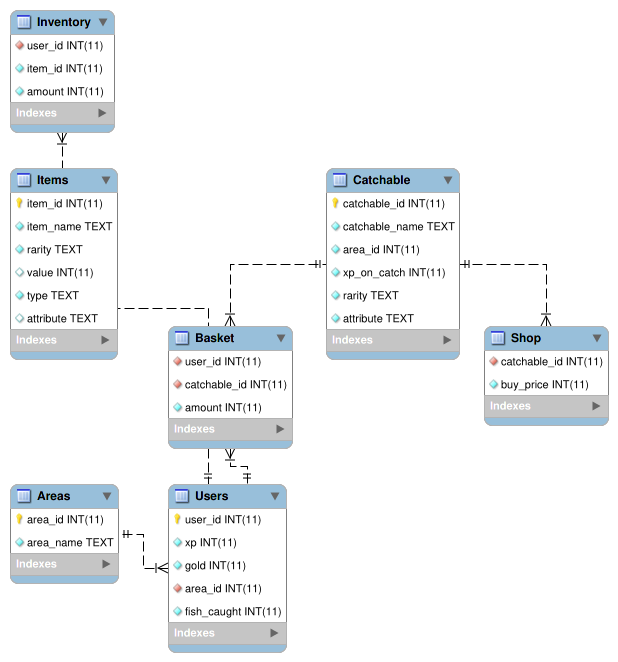 Inventory
user_id INT(11)
item_id INT(11)
amount INT(11)
Indexes
Items
item_id INT(11)
item_name TEXT
rarity TEXT
value INT(11)
type TEXT
attribute TEXT
Indexes
Catchable
catchable_id INT(11)
catchable_name TEXT
area_id INT(11)
xp_on_catch INT(11)
rarity TEXT
attribute TEXT
Indexes
Basket
user_id INT(11)
catchable_id INT(11)
amount INT(11)
Indexes
Shop
catchable_id INT(11)
buy_price INT(11)
Indexes
Areas
area_id INT(11)
area_name TEXT
Indexes
Users
user_id INT(11)
xp INT(11)
gold INT(11)
area_id INT(11)
fish_caught INT(11)
Indexes